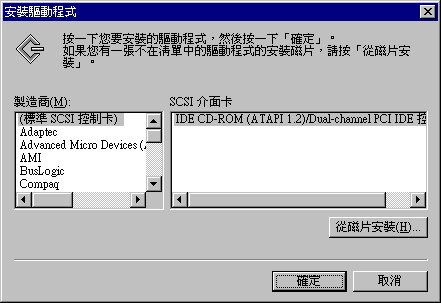 安裝驅動程式
按一下您要安裝的驅動程式，然後按一下「確定」。
如果您有一張不在清單中的驅動程式的安裝磁片，請按「從磁片安
裝」。
製造商(M):
SCSI 介面卡
(標準 SCSI 控制卡)
Adaptec
Advanced Micro Devices (
AMI
BusLogic
Compaq
IDE CD-ROM (ATAPI 1.2)/Dual-channel PCI IDE 控
從磁片安裝(H)...
確定
取消